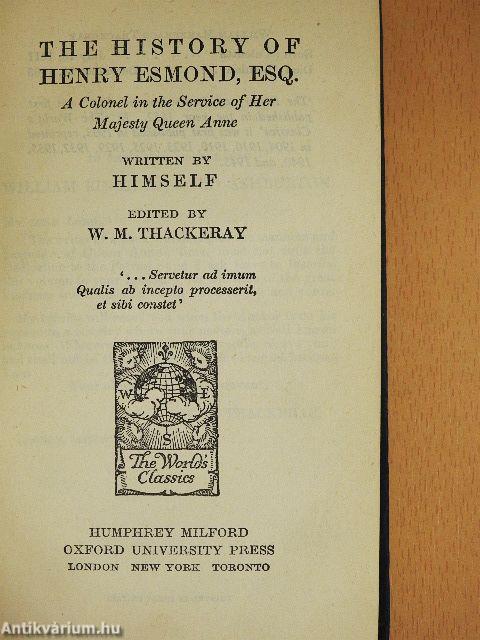 THE HISTORY OF
HENRY ESMOND, ESQ.
A Colonel in the Service of Her
Majesty Queen Anne
WRITTEN BY
HIMSELF
EDITED BY
W. M. THACKERAY
‘. . . Servetur ad imum
Qualis ab incepto processerit,
et sibi constet’
W E
S
The World's
Classics
HUMPHREY MILFORD
OXFORD UNIVERSITY PRESS
LONDON NEW YORK TORONTO
Antikvárium.hu